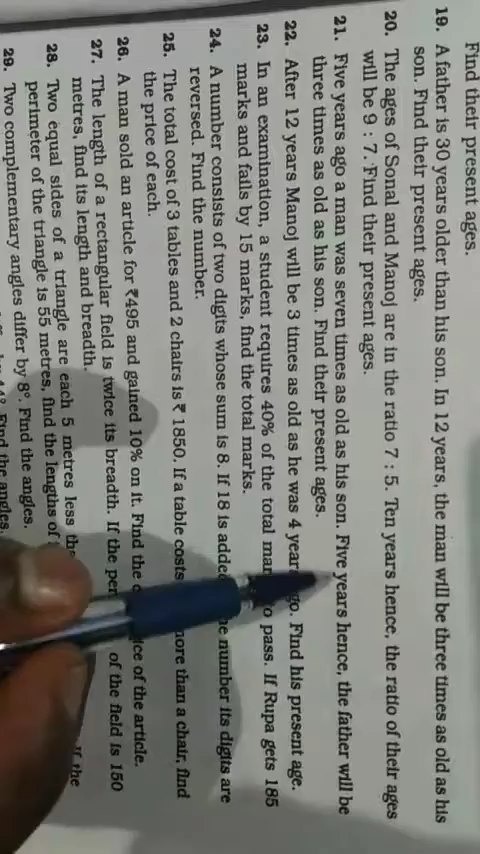 Find their present ages.
19. A father is 30 years older than his son. In 12 years, the man will be three times as old as his
son. Find their present ages.
20. The ages of Sonal and Manoj are in the ratio 7 : 5. Ten years hence, the ratio of their ages
will be 9 : 7. Find their present ages.
21. Five years ago a man was seven times as old as his son. Five years hence, the father will be
three times as old as his son. Find their present ages.
22. After 12 years Manoj will be 3 times as old as he was 4 years ago. Find his present age.
23. In an examination, a student requires 40% of the total mar to pass. If Rupa gets 185
marks and fails by 15 marks, find the total marks.
24. A number consists of two digits whose sum is 8. If 18 is added he number its digits are
reversed. Find the number.
25. The total cost of 3 tables and 2 chairs is ₹ 1850. If a table costs more than a chair, find
the price of each.
26. A man sold an article for ₹495 and gained 10% on it. Find the c ice of the article.
27. The length of a rectangular field is twice its breadth. If the per of the field is 150
metres, find its length and breadth.
28. Two equal sides of a triangle are each 5 metres less the If the
perimeter of the triangle is 55 metres, find the lengths of
29. Two complementary angles differ by 8°. Find the angles.
44°. Find the angles.